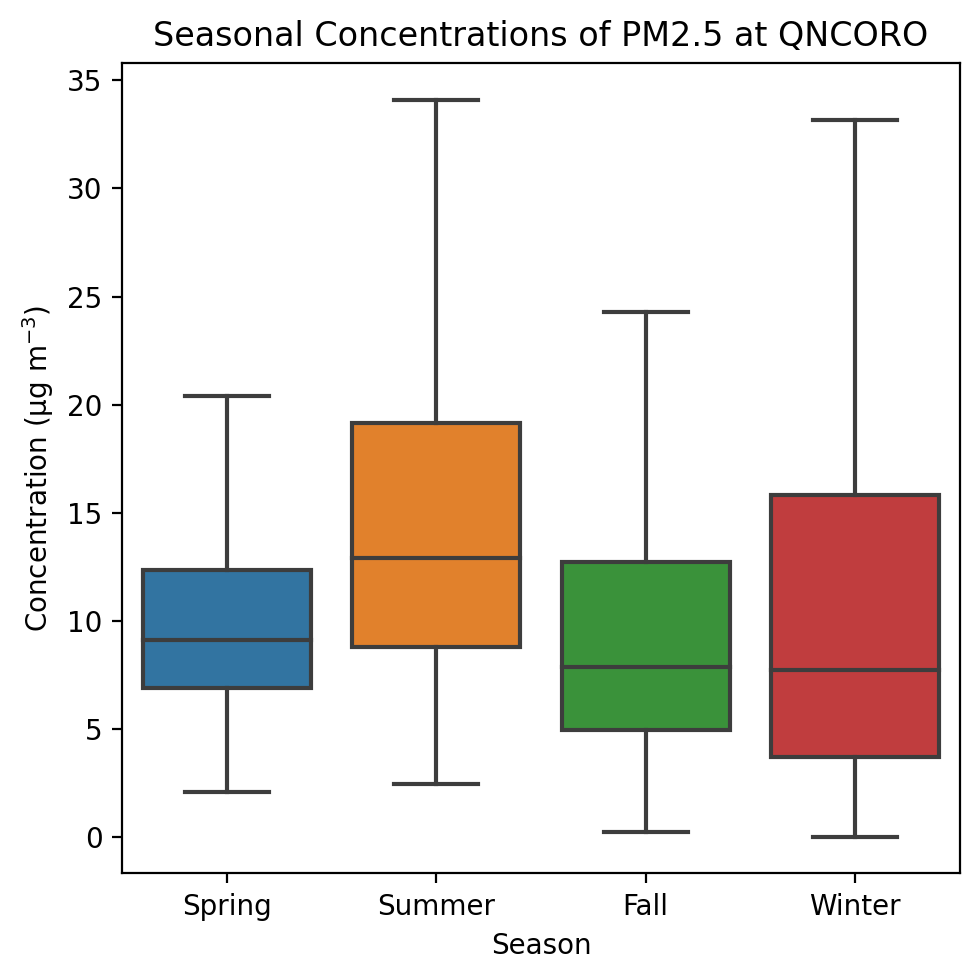 Seasonal Concentrations of PM2.5 at QNCORO
Concentration (µg m⁻³)
35
30
25
20
15
10
5
0
Spring Summer Fall Winter
Season